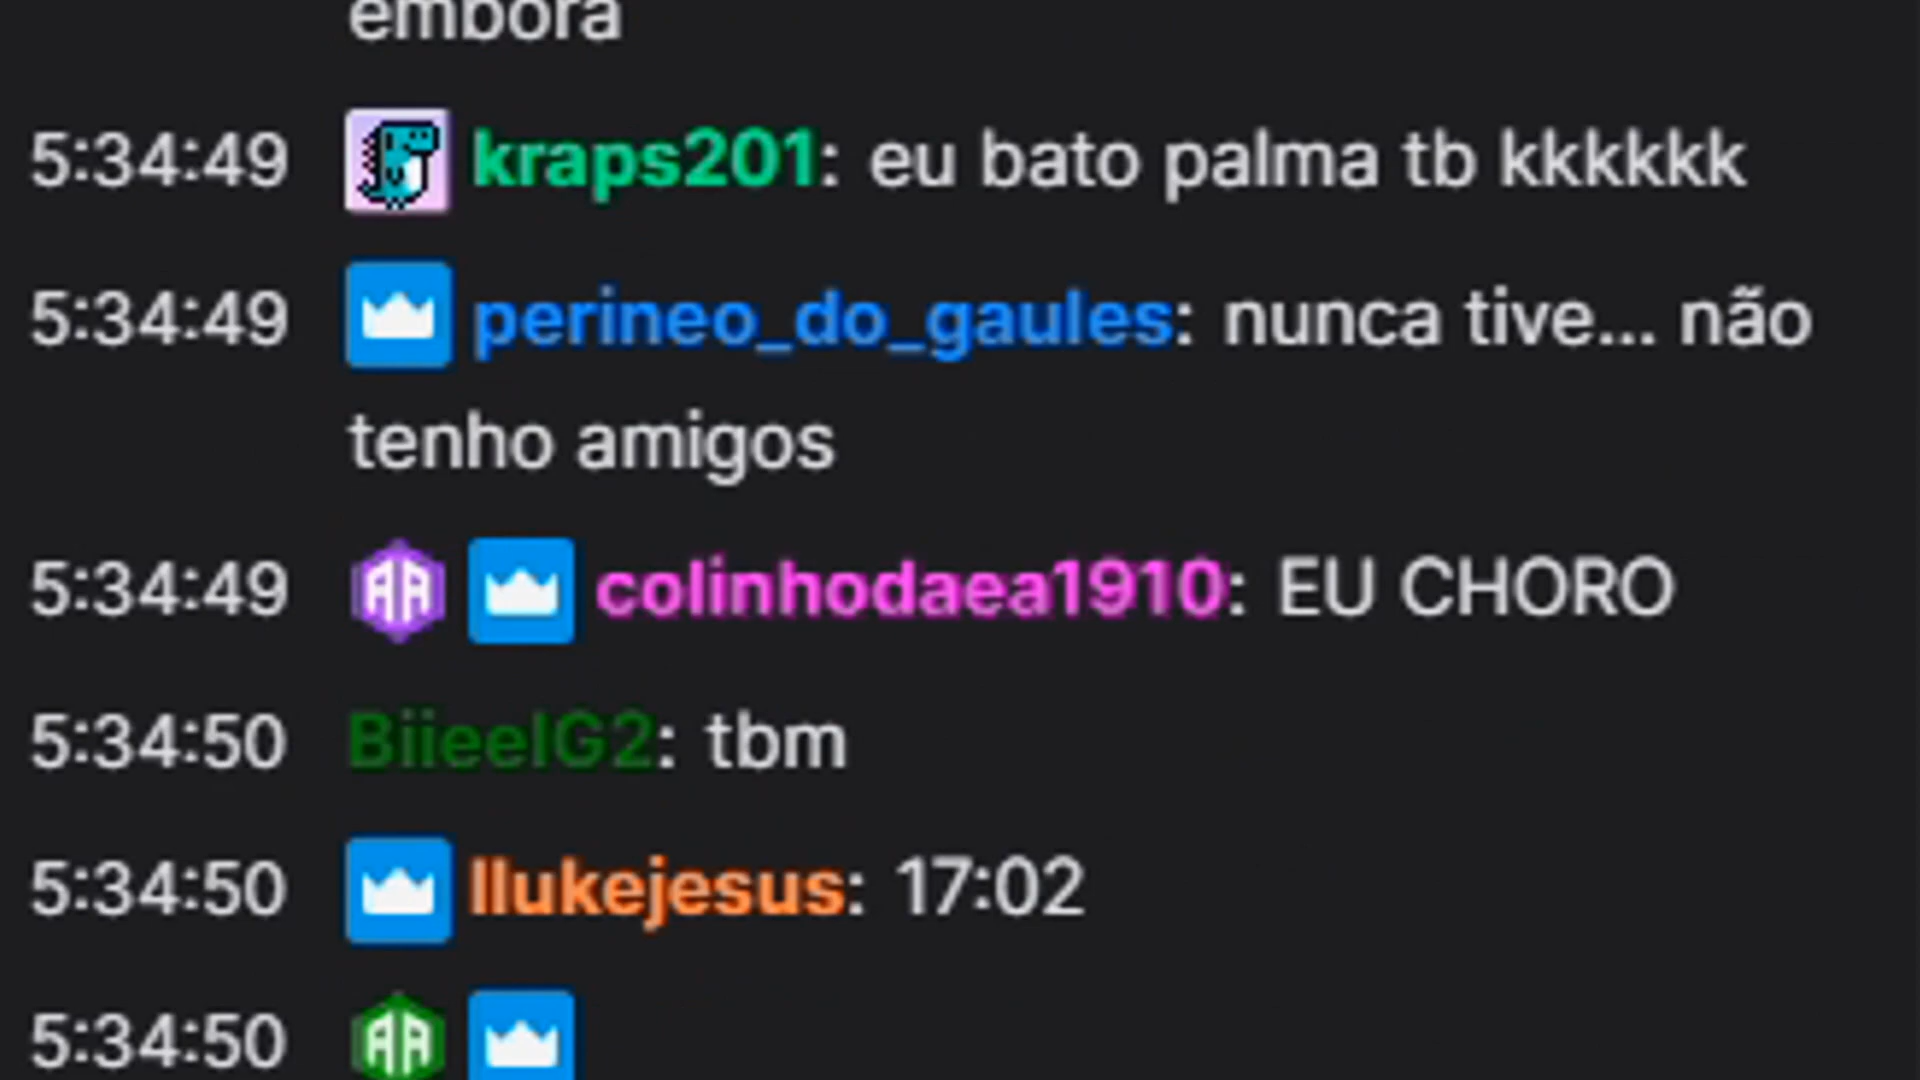 embora
5:34:49 kraps201: eu bato palma tb kkkkkk
5:34:49 perineo_do_gaules: nunca tive... não
tenho amigos
5:34:49 AA colinhodaea1910: EU CHORO
5:34:50 BiieelG2: tbm
5:34:50 llukejesus: 17:02
5:34:50 AA